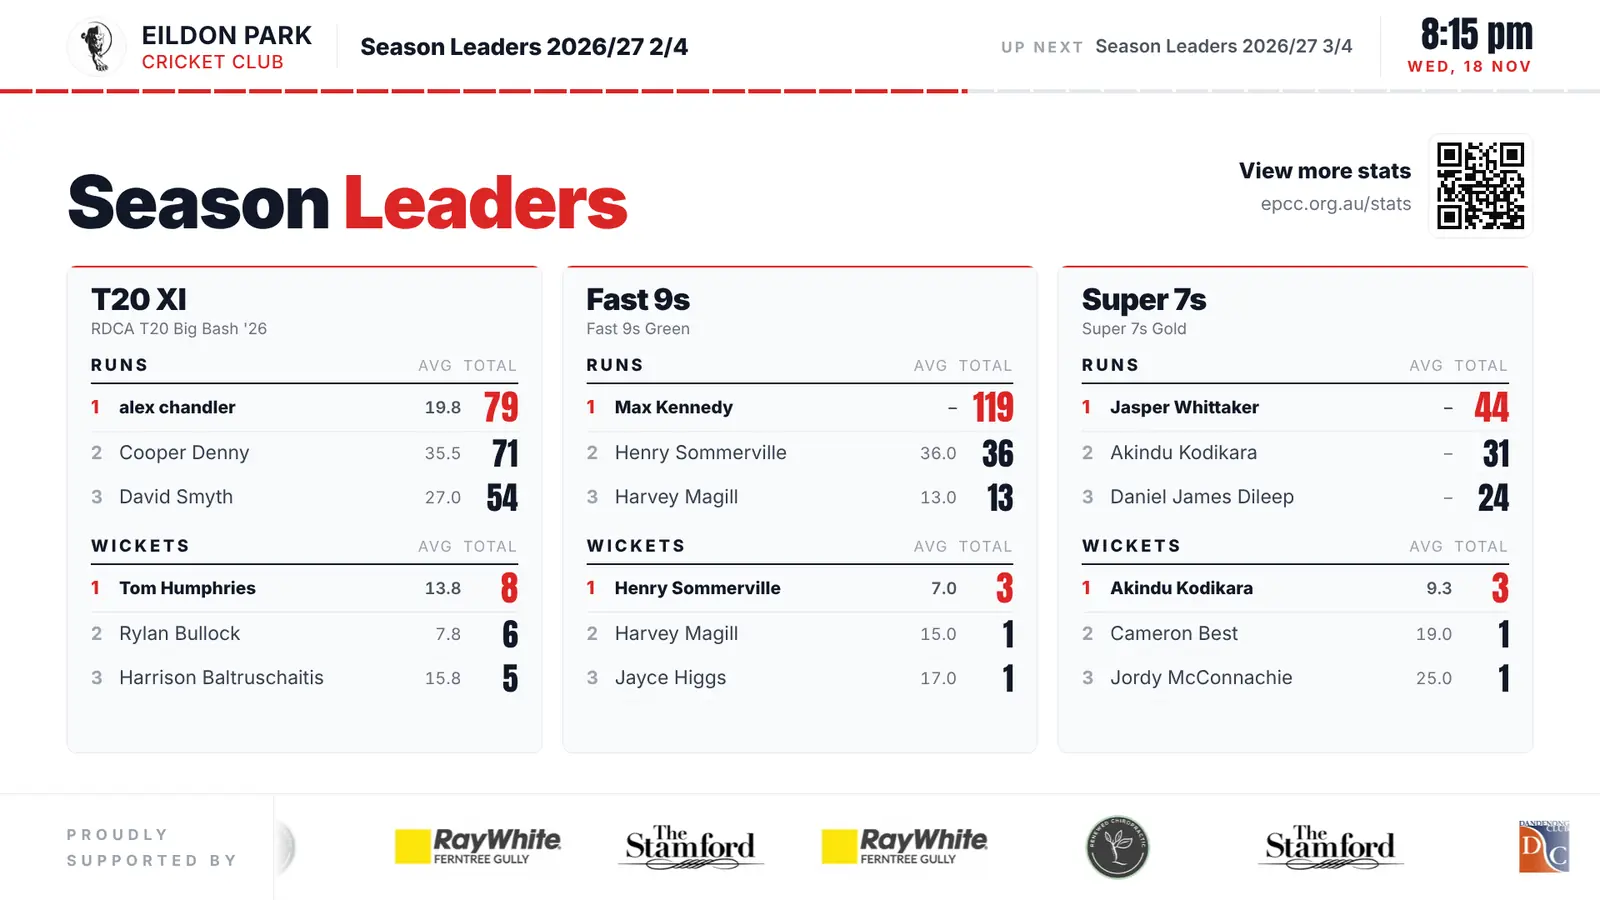 EILDON PARK
CRICKET CLUB
Season Leaders 2026/27 2/4
UP NEXT Season Leaders 2026/27 3/4
8:15 pm
WED, 18 NOV
Season Leaders
View more stats
epcc.org.au/stats
T20 XI
RDCA T20 Big Bash '26
RUNS AVG TOTAL
1 alex chandler 19.8 79
2 Cooper Denny 35.5 71
3 David Smyth 27.0 54
WICKETS AVG TOTAL
1 Tom Humphries 13.8 8
2 Rylan Bullock 7.8 6
3 Harrison Baltruschaitis 15.8 5
Fast 9s
Fast 9s Green
RUNS AVG TOTAL
1 Max Kennedy – 119
2 Henry Sommerville 36.0 36
3 Harvey Magill 13.0 13
WICKETS AVG TOTAL
1 Henry Sommerville 7.0 3
2 Harvey Magill 15.0 1
3 Jayce Higgs 17.0 1
Super 7s
Super 7s Gold
RUNS AVG TOTAL
1 Jasper Whittaker – 44
2 Akindu Kodikara – 31
3 Daniel James Dileep – 24
WICKETS AVG TOTAL
1 Akindu Kodikara 9.3 3
2 Cameron Best 19.0 1
3 Jordy McConnachie 25.0 1
PROUDLY
SUPPORTED BY
RayWhite.
FERNTREE GULLY
The
Stamford
RayWhite.
FERNTREE GULLY
RENEWED CHIROPRACTIC
The
Stamford
DANDENONG
CLUB
D C